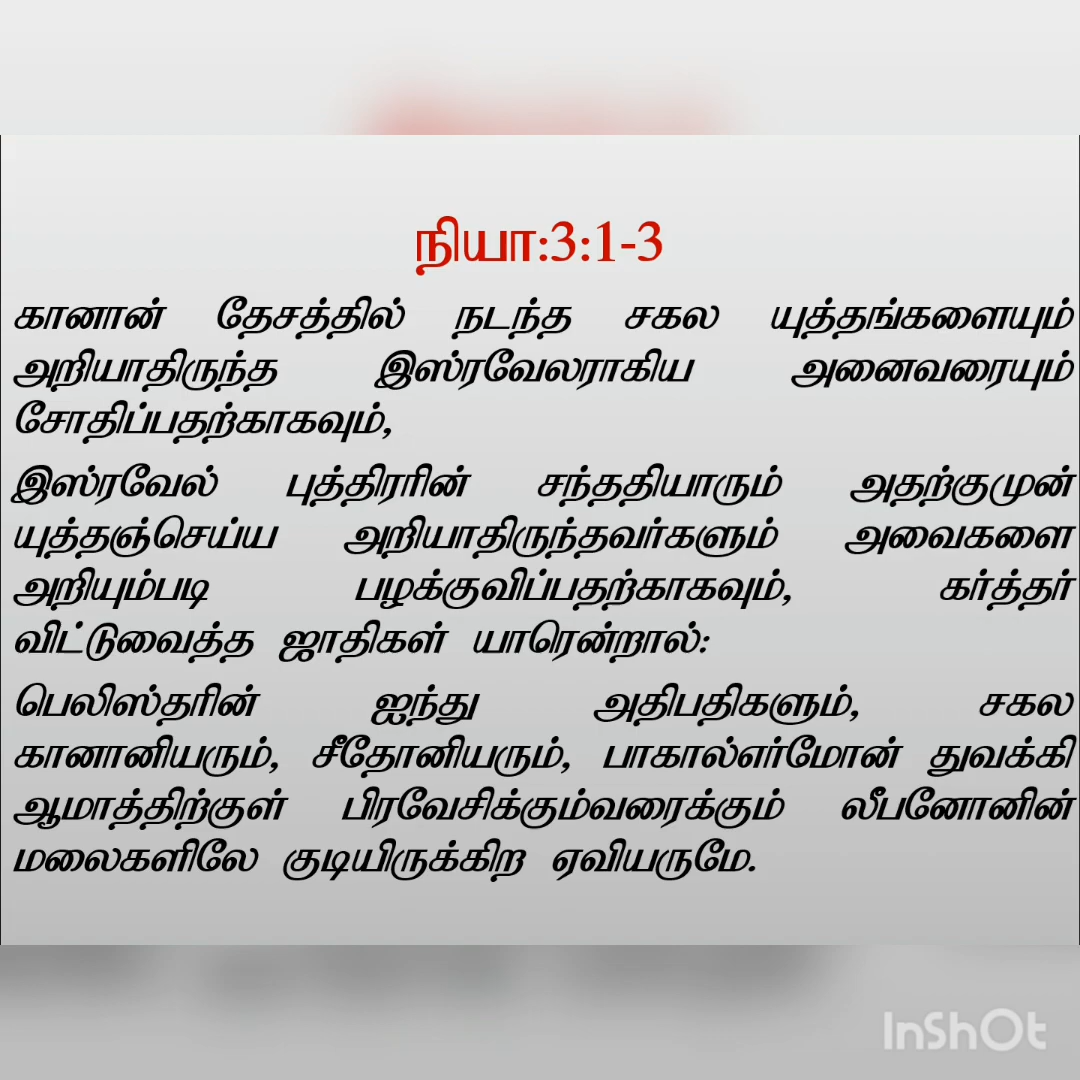 நியா:3:1-3
கானான் தேசத்தில் நடந்த சகல யுத்தங்களையும்
அறியாதிருந்த இஸ்ரவேலராகிய அனைவரையும்
சோதிப்பதற்காகவும்,
இஸ்ரவேல் புத்திரரின் சந்ததியாரும் அதற்குமுன்
யுத்தஞ்செய்ய அறியாதிருந்தவர்களும் அவைகளை
அறியும்படி பழக்குவிப்பதற்காகவும், கர்த்தர்
விட்டுவைத்த ஜாதிகள் யாரென்றால்:
பெலிஸ்தரின் ஐந்து அதிபதிகளும், சகல
கானானியரும், சீதோனியரும், பாகால்எர்மோன் துவக்கி
ஆமாத்திற்குள் பிரவேசிக்கும்வரைக்கும் லீபனோனின்
மலைகளிலே குடியிருக்கிற ஏவியருமே.
InShOt